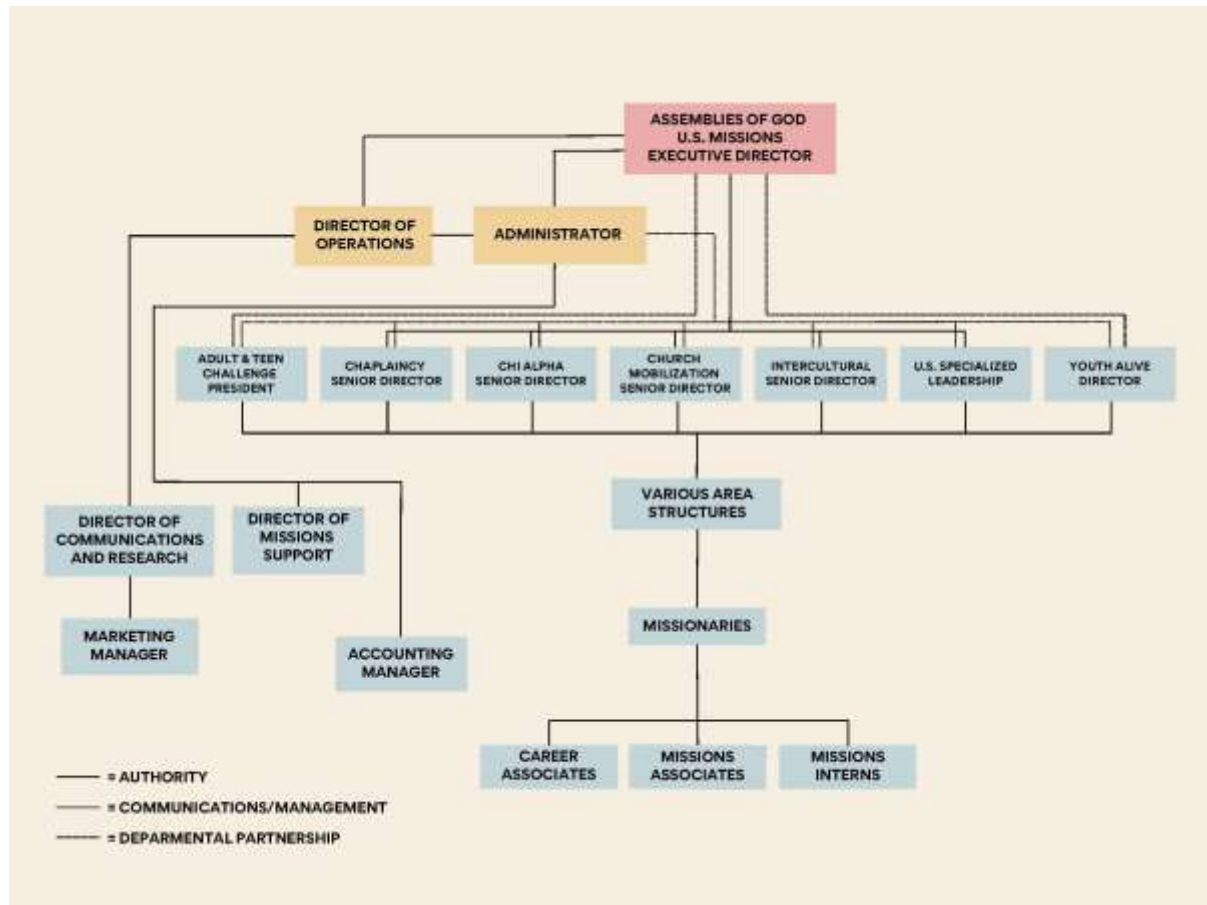 ASSEMBLIES OF GOD
U.S. MISSIONS
EXECUTIVE DIRECTOR
DIRECTOR OF
OPERATIONS
ADMINISTRATOR
ADULT & TEEN
CHALLENGE
PRESIDENT
CHAPLAINCY
SENIOR DIRECTOR
CHI ALPHA
SENIOR DIRECTOR
CHURCH
MOBILIZATION
SENIOR DIRECTOR
INTERCULTURAL
SENIOR DIRECTOR
U.S. SPECIALIZED
LEADERSHIP
YOUTH ALIVE
DIRECTOR
VARIOUS AREA
STRUCTURES
DIRECTOR OF
COMMUNICATIONS
AND RESEARCH
DIRECTOR OF
MISSIONS
SUPPORT
MARKETING
MANAGER
ACCOUNTING
MANAGER
MISSIONARIES
CAREER
ASSOCIATES
MISSIONS
ASSOCIATES
MISSIONS
INTERNS
= AUTHORITY
= COMMUNICATIONS/MANAGEMENT
= DEPARMENTAL PARTNERSHIP